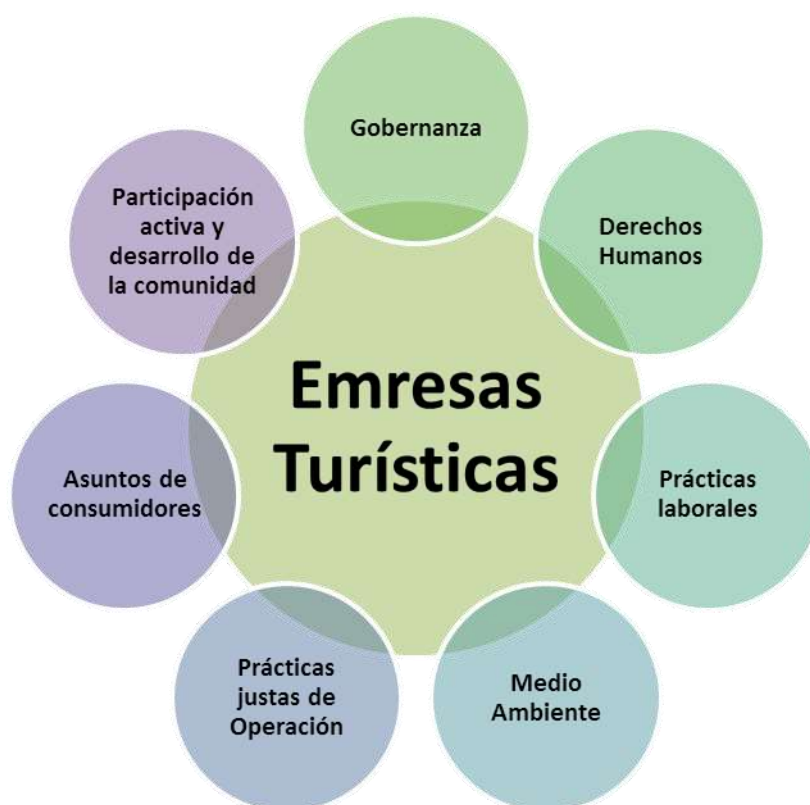 Gobernanza
Derechos
Humanos
Prácticas
laborales
Medio
Ambiente
Prácticas
justas de
Operación
Asuntos de
consumidores
Participación
activa y
desarrollo de
la comunidad
Emresas
Turísticas